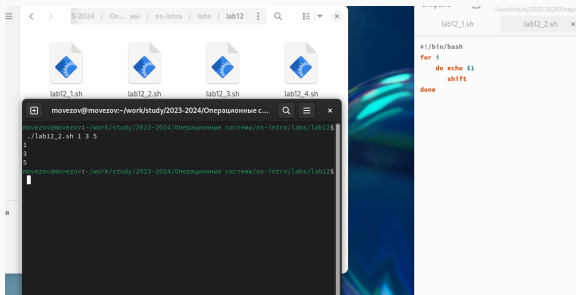 3-2024 / Оп... мы / os-intro / labs / lab12
lab12_1.sh
lab12_2.sh
lab12_3.sh
lab12_4.sh
movezov@movezov:~/work/study/2023-2024/Операционные с...
movezov@movezov:~/work/study/2023-2024/Операционные системы/os-intro/labs/lab12$
./lab12_2.sh 1 3 5
1
3
5
movezov@movezov:~/work/study/2023-2024/Операционные системы/os-intro/labs/lab12$
я
~/work/study/2023-2024/Опера
lab12_1.sh
lab12_2.sh
#!/bin/bash
for i
do echo $1
shift
done